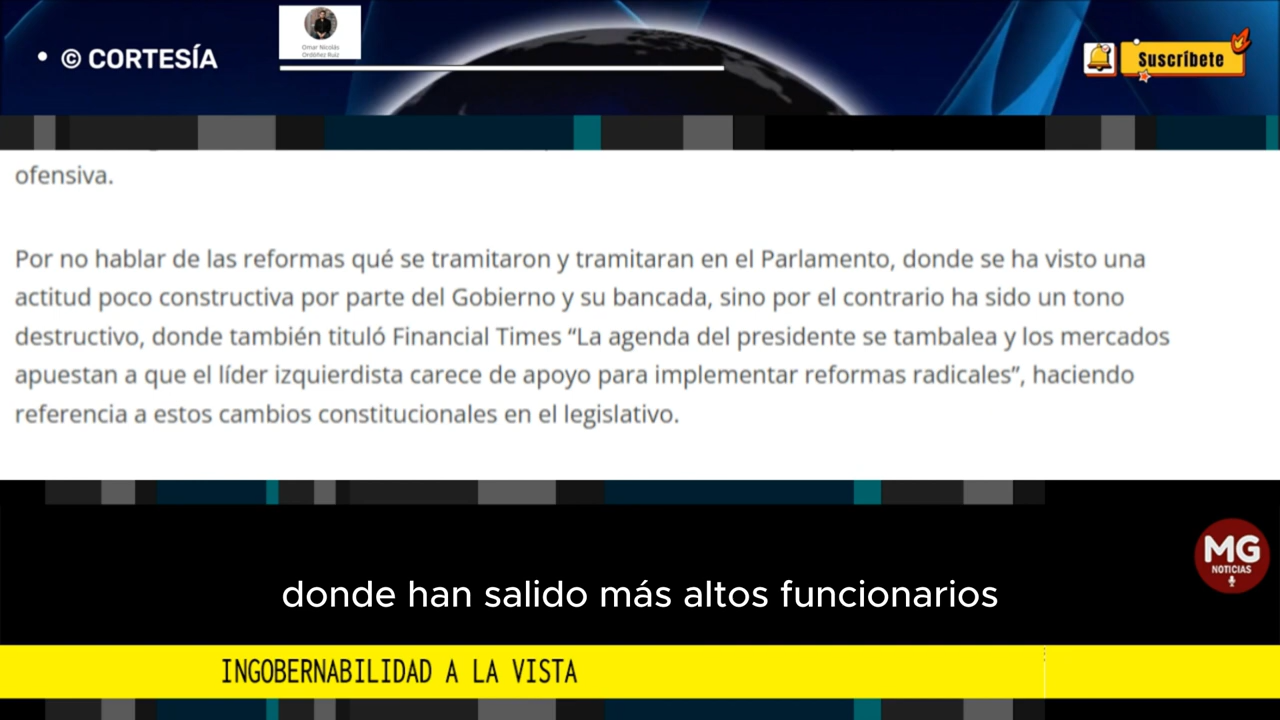 • © CORTESÍA
Omar Nicolás
Ordóñez Ruiz
Suscríbete
ofensiva.
Por no hablar de las reformas qué se tramitaron y tramitaran en el Parlamento, donde se ha visto una
actitud poco constructiva por parte del Gobierno y su bancada, sino por el contrario ha sido un tono
destructivo, donde también tituló Financial Times “La agenda del presidente se tambalea y los mercados
apuestan a que el líder izquierdista carece de apoyo para implementar reformas radicales”, haciendo
referencia a estos cambios constitucionales en el legislativo.
MG
NOTICIAS
donde han salido más altos funcionarios
INGOBERNABILIDAD A LA VISTA